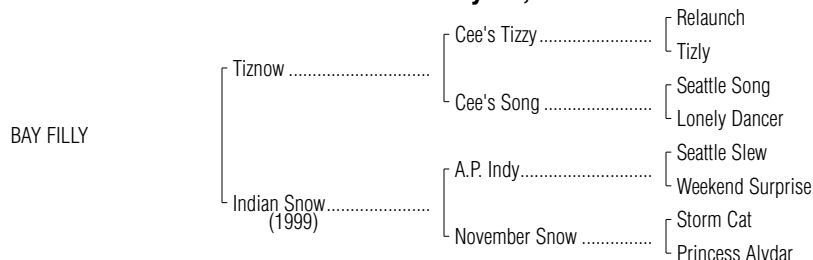 Relaunch
Cee's Tizzy
Tizly
Tiznow
Seattle Song
Cee's Song
Lonely Dancer
BAY FILLY
Seattle Slew
A.P. Indy
Weekend Surprise
Indian Snow
(1999)
Storm Cat
November Snow
Princess Alydar